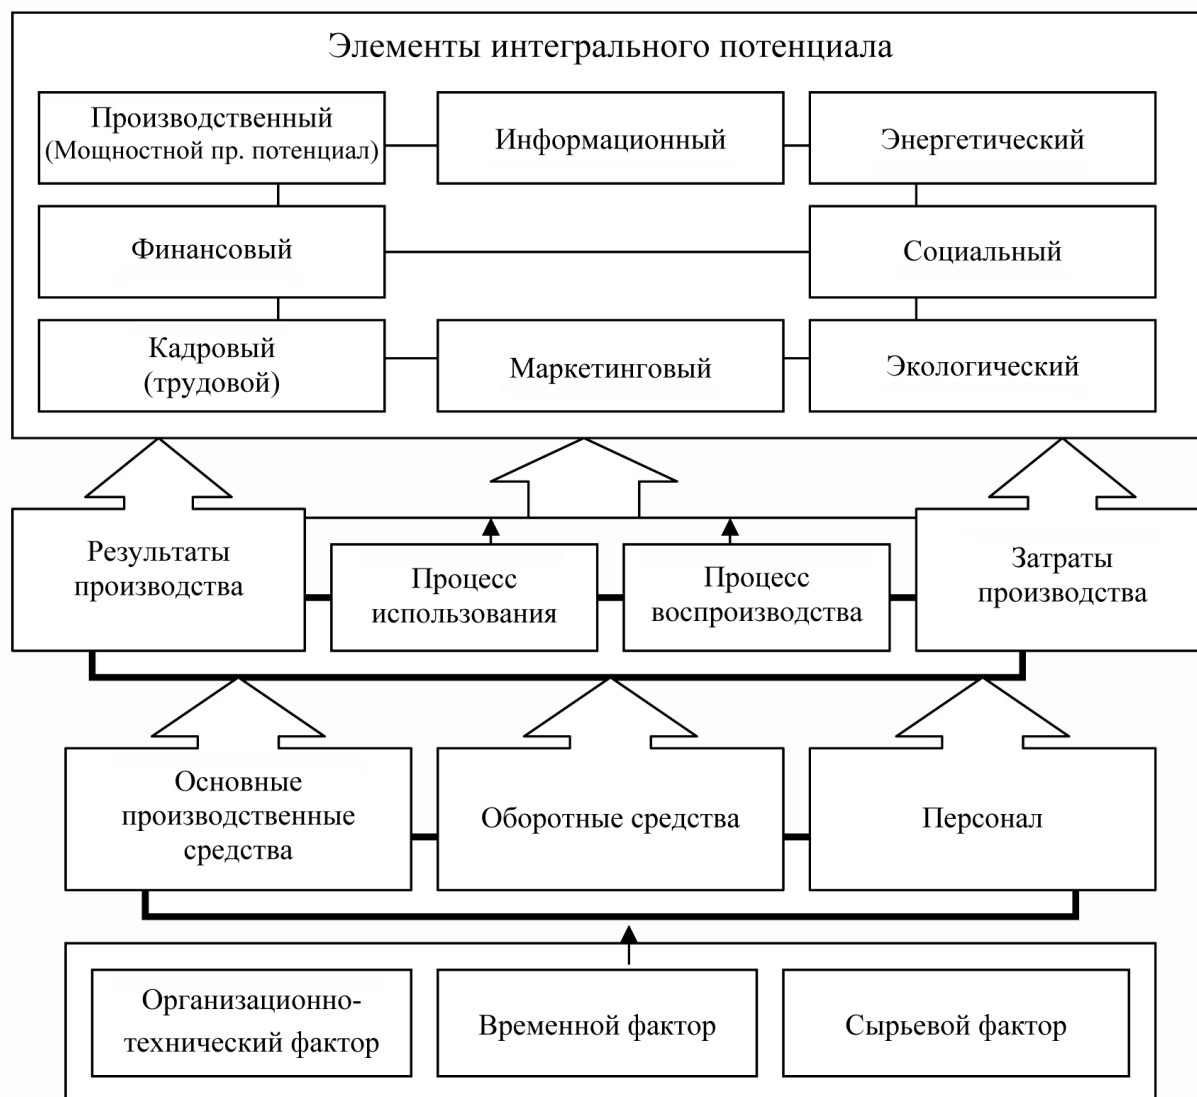 Элементы интегрального потенциала
Производственный
(Мощностной пр. потенциал)
Информационный
Энергетический
Финансовый
Социальный
Кадровый
(трудовой)
Маркетинговый
Экологический
Результаты
производства
Процесс
использования
Процесс
воспроизводства
Затраты
производства
Основные
производственные
средства
Оборотные средства
Персонал
Организационно-
технический фактор
Временной фактор
Сырьевой фактор